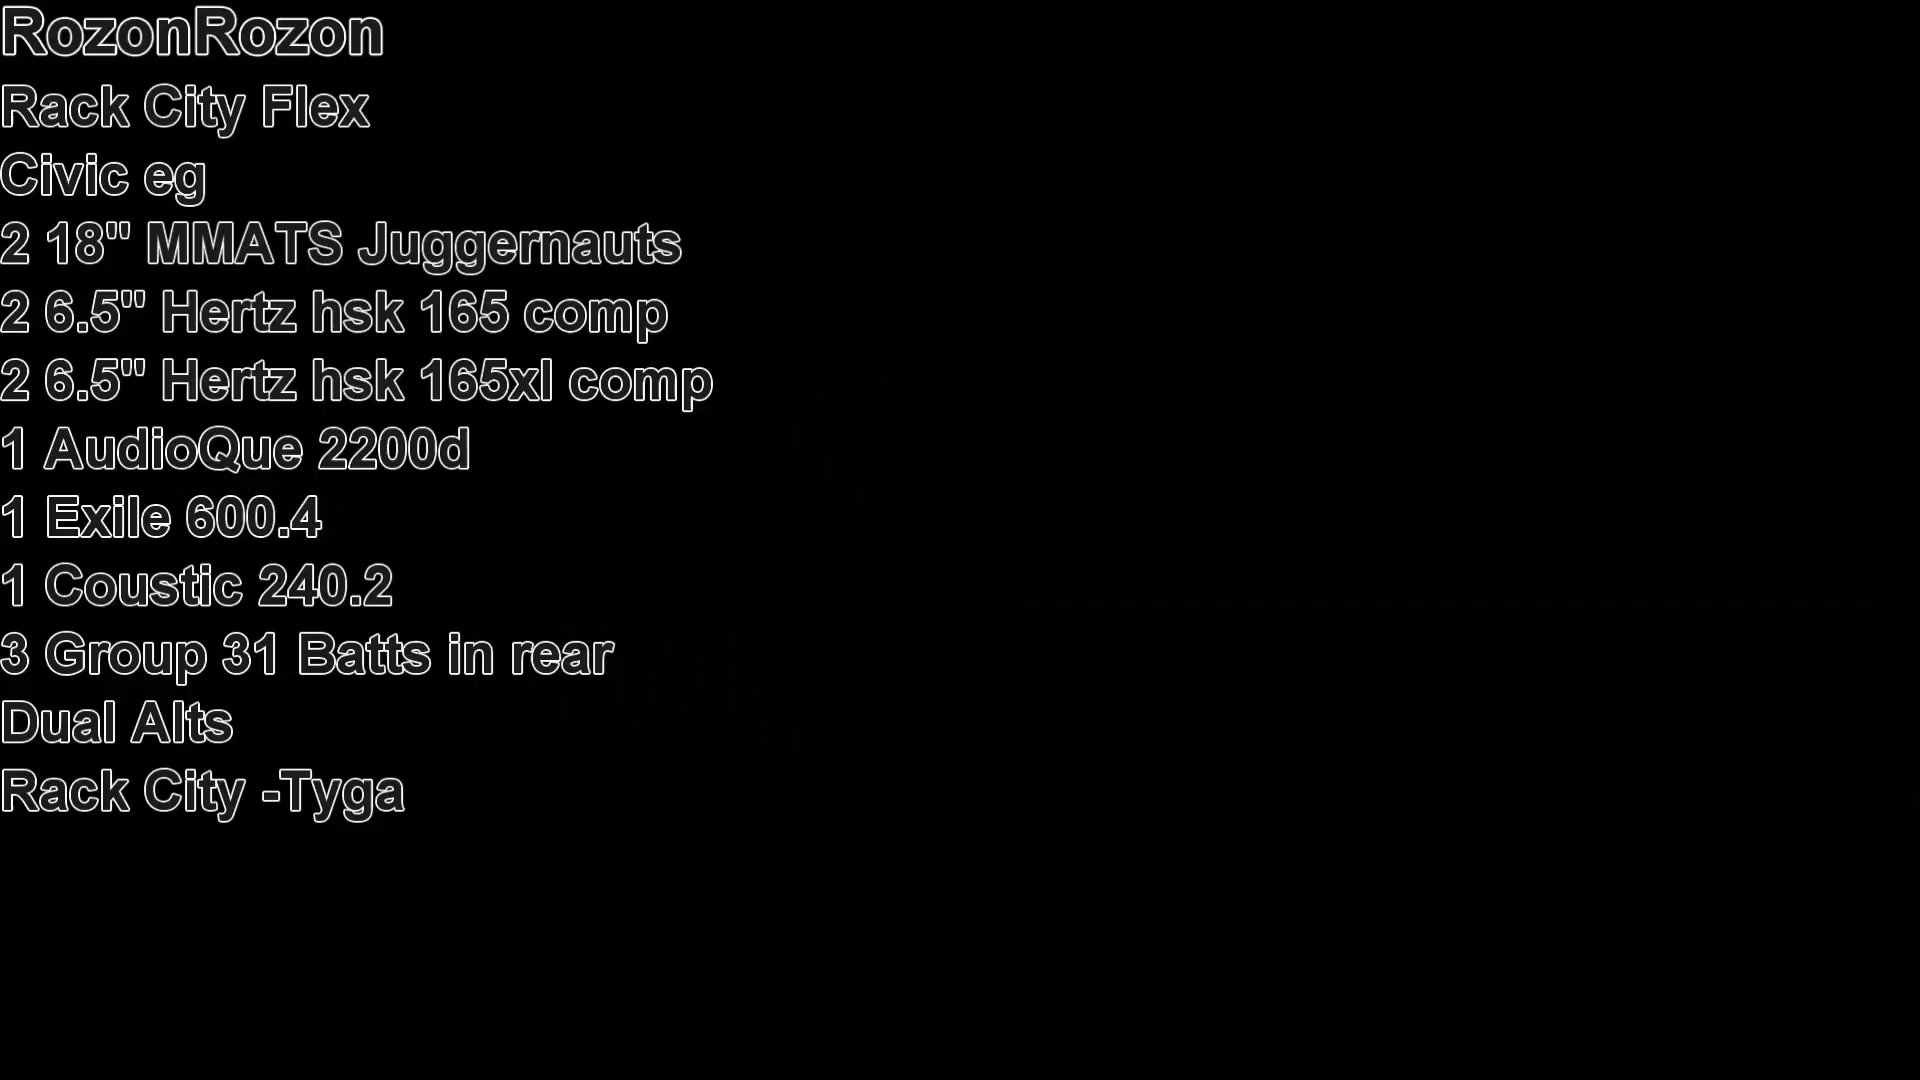 RozonRozon
Rack City Flex
Civic eg
2 18" MMATS Juggernauts
2 6.5" Hertz hsk 165 comp
2 6.5" Hertz hsk 165xl comp
1 AudioQue 2200d
1 Exile 600.4
1 Coustic 240.2
3 Group 31 Batts in rear
Dual Alts
Rack City -Tyga